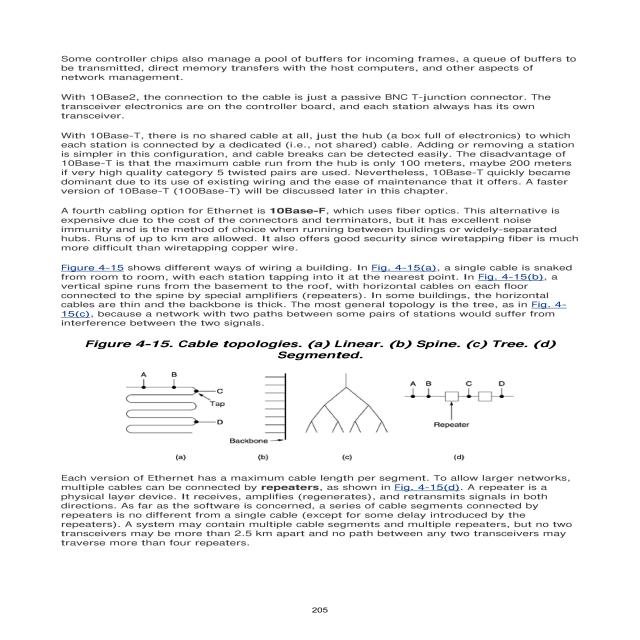 Some controller chips also manage a pool of buffers for incoming frames, a queue of buffers to
be transmitted, direct memory transfers with the host computers, and other aspects of
network management.
With 10Base2, the connection to the cable is just a passive BNC T-junction connector. The
transceiver electronics are on the controller board, and each station always has its own
transceiver.
With 10Base-T, there is no shared cable at all, just the hub (a box full of electronics) to which
each station is connected by a dedicated (i.e., not shared) cable. Adding or removing a station
is simpler in this configuration, and cable breaks can be detected easily. The disadvantage of
10Base-T is that the maximum cable run from the hub is only 100 meters, maybe 200 meters
if very high quality category 5 twisted pairs are used. Nevertheless, 10Base-T quickly became
dominant due to its use of existing wiring and the ease of maintenance that it offers. A faster
version of 10Base-T (100Base-T) will be discussed later in this chapter.
A fourth cabling option for Ethernet is 10Base-F, which uses fiber optics. This alternative is
expensive due to the cost of the connectors and terminators, but it has excellent noise
immunity and is the method of choice when running between buildings or widely-separated
hubs. Runs of up to km are allowed. It also offers good security since wiretapping fiber is much
more difficult than wiretapping copper wire.
Figure 4-15 shows different ways of wiring a building. In Fig. 4-15(a), a single cable is snaked
from room to room, with each station tapping into it at the nearest point. In Fig. 4-15(b), a
vertical spine runs from the basement to the roof, with horizontal cables on each floor
connected to the spine by special amplifiers (repeaters). In some buildings, the horizontal
cables are thin and the backbone is thick. The most general topology is the tree, as in Fig. 4-
15(c), because a network with two paths between some pairs of stations would suffer from
interference between the two signals.
Figure 4-15. Cable topologies. (a) Linear. (b) Spine. (c) Tree. (d)
Segmented.
A B
C
Tap
D
Backbone
A B C D
Repeater
(a) (b) (c) (d)
Each version of Ethernet has a maximum cable length per segment. To allow larger networks,
multiple cables can be connected by repeaters, as shown in Fig. 4-15(d). A repeater is a
physical layer device. It receives, amplifies (regenerates), and retransmits signals in both
directions. As far as the software is concerned, a series of cable segments connected by
repeaters is no different from a single cable (except for some delay introduced by the
repeaters). A system may contain multiple cable segments and multiple repeaters, but no two
transceivers may be more than 2.5 km apart and no path between any two transceivers may
traverse more than four repeaters.
205